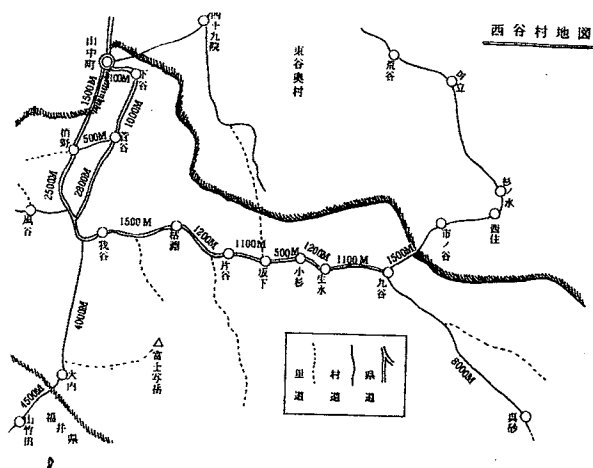 西谷村地図
東谷奥村
四十九院
山中町
下谷
菅谷
栢野
風谷
我谷
枯淵
片谷
坂下
小杉
生水
九谷
市ノ谷
杉ノ水
荒谷
真砂
大内
富士写岳
福井県
山竹田
1500M
100M
1000M
500M
2500M
2800M
1500M
1200M
1100M
500M
1200M
1100M
1500M
4000M
4500M
8000M
県道
村道
里道